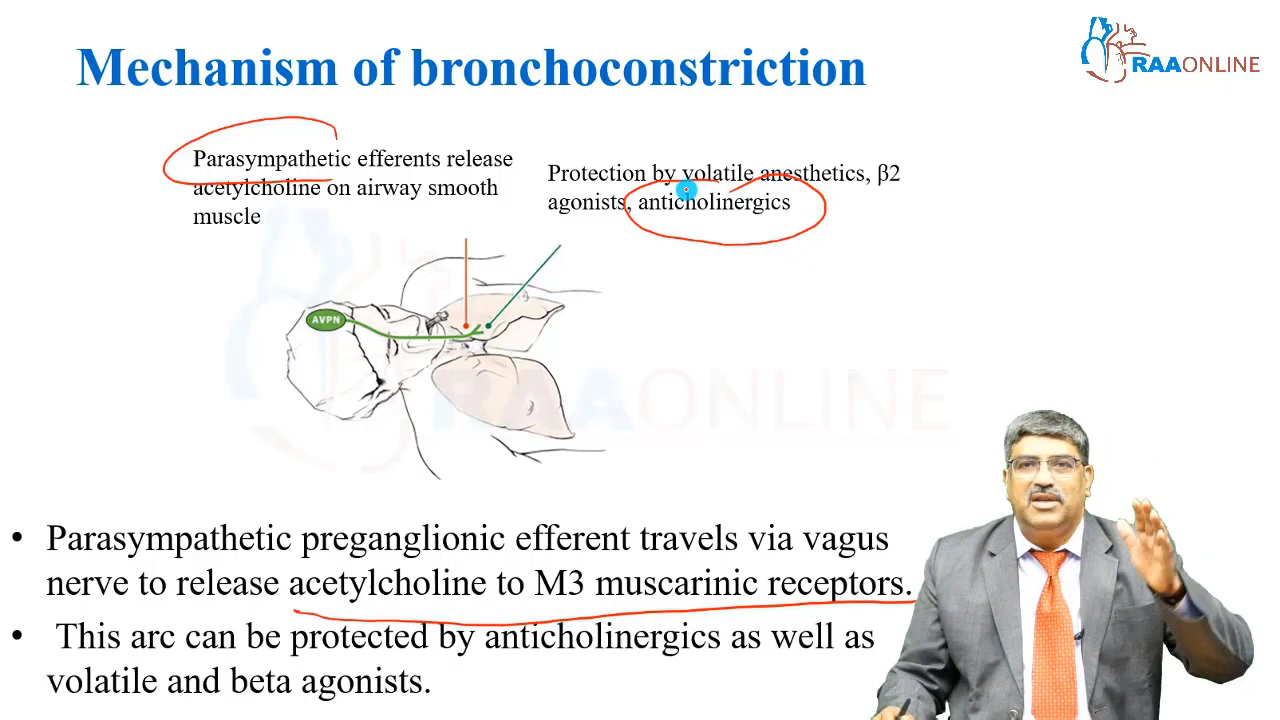 Mechanism of bronchoconstriction
RAAONLINE
Parasympathetic efferents release
acetylcholine on airway smooth
muscle
Protection by volatile anesthetics, β2
agonists, anticholinergics
AVPN
RAAONLINE
• Parasympathetic preganglionic efferent travels via vagus
nerve to release acetylcholine to M3 muscarinic receptors.
• This arc can be protected by anticholinergics as well as
volatile and beta agonists.